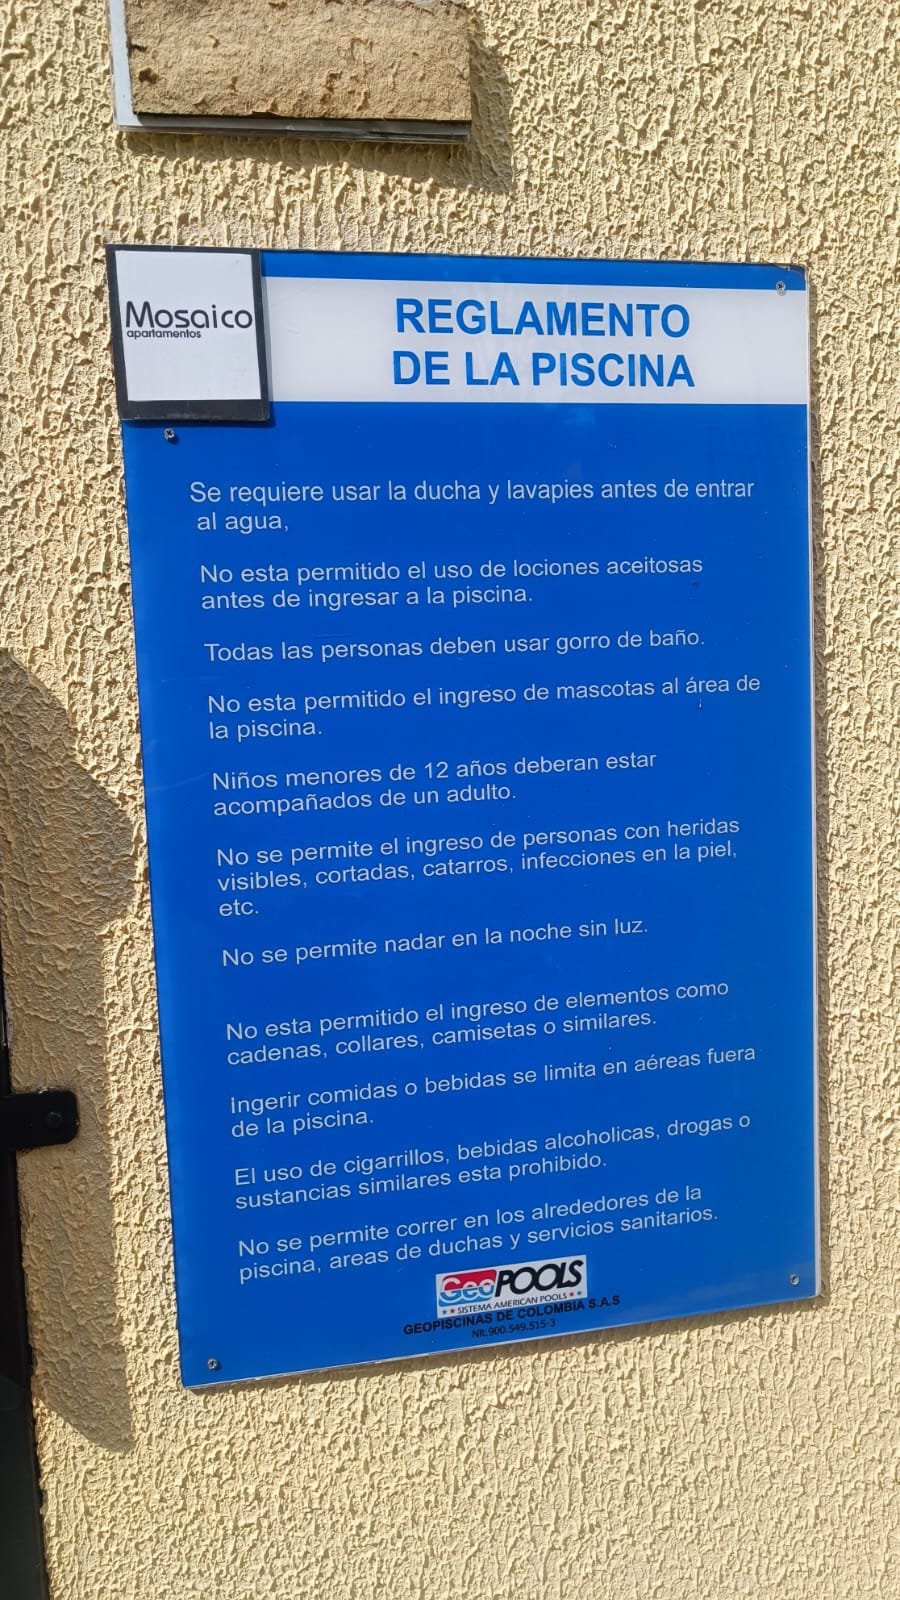 Mosaico
apartamentos
REGLAMENTO
DE LA PISCINA
Se requiere usar la ducha y lavapies antes de entrar
al agua,
No esta permitido el uso de lociones aceitosas
antes de ingresar a la piscina.
Todas las personas deben usar gorro de baño.
No esta permitido el ingreso de mascotas al área de
la piscina.
Niños menores de 12 años deberan estar
acompañados de un adulto.
No se permite el ingreso de personas con heridas
visibles, cortadas, catarros, infecciones en la piel,
etc.
No se permite nadar en la noche sin luz.
No esta permitido el ingreso de elementos como
cadenas, collares, camisetas o similares.
Ingerir comidas o bebidas se limita en aéreas fuera
de la piscina.
El uso de cigarrillos, bebidas alcoholicas, drogas o
sustancias similares esta prohibido.
No se permite correr en los alrededores de la
piscina, areas de duchas y servicios sanitarios.
GeoPOOLS
★★ SISTEMA AMERICAN POOLS ★★
GEOPISCINAS DE COLOMBIA S.A.S
Nit.900.549.515-3